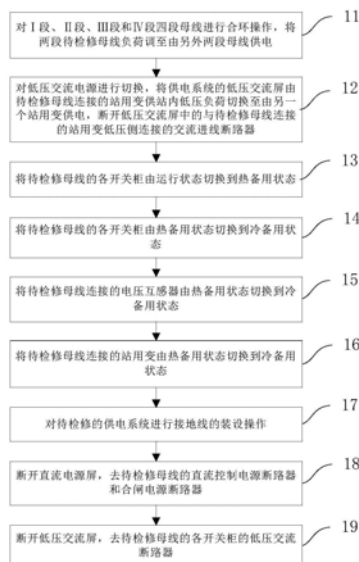 对Ⅰ段、Ⅱ段、Ⅲ段和Ⅳ段四段母线进行合环操作,将
两段待检修母线负荷调至由另外两段母线供电
11
对低压交流电源进行切换,将供电系统的低压交流屏由
待检修母线连接的站用变供站内低压负荷切换至由另一
个站用变供电,断开低压交流屏中的与待检修母线连接
的站用变低压侧连接的交流进线断路器
12
将待检修母线的各开关柜由运行状态切换到热备用状态
13
将待检修母线的各开关柜由热备用状态切换到冷备用状
态
14
将待检修母线连接的电压互感器由热备用状态切换到冷
备用状态
15
将待检修母线连接的站用变由热备用状态切换到冷备用
状态
16
对待检修的供电系统进行接地线的装设操作
17
断开直流电源屏,去待检修母线的直流控制电源断路器
和合闸电源断路器
18
断开低压交流屏,去待检修母线的各开关柜的低压交流
断路器
19